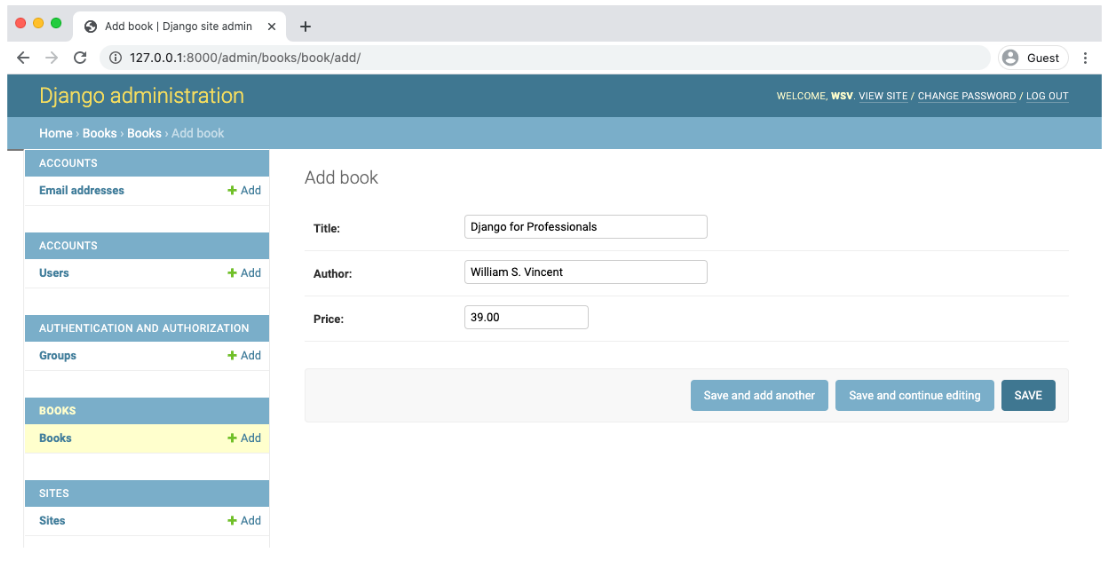 Add book | Django site admin
127.0.0.1:8000/admin/books/book/add/
Guest
Django administration
WELCOME, WSV. VIEW SITE / CHANGE PASSWORD / LOG OUT
Home › Books › Books › Add book
ACCOUNTS
Email addresses + Add
ACCOUNTS
Users + Add
AUTHENTICATION AND AUTHORIZATION
Groups + Add
BOOKS
Books + Add
SITES
Sites + Add
Add book
Title: Django for Professionals
Author: William S. Vincent
Price: 39.00
Save and add another Save and continue editing SAVE